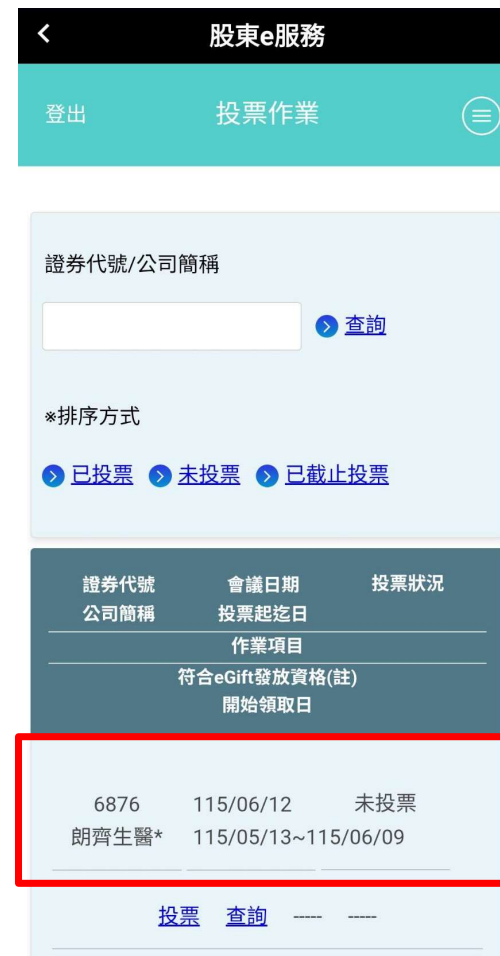 股東e服務
登出 投票作業
證券代號/公司簡稱
查詢
※排序方式
已投票 未投票 已截止投票
證券代號 會議日期 投票狀況
公司簡稱 投票起迄日
作業項目
符合eGift發放資格(註)
開始領取日
6876 115/06/12 未投票
朗齊生醫* 115/05/13~115/06/09
投票 查詢 ----- -----